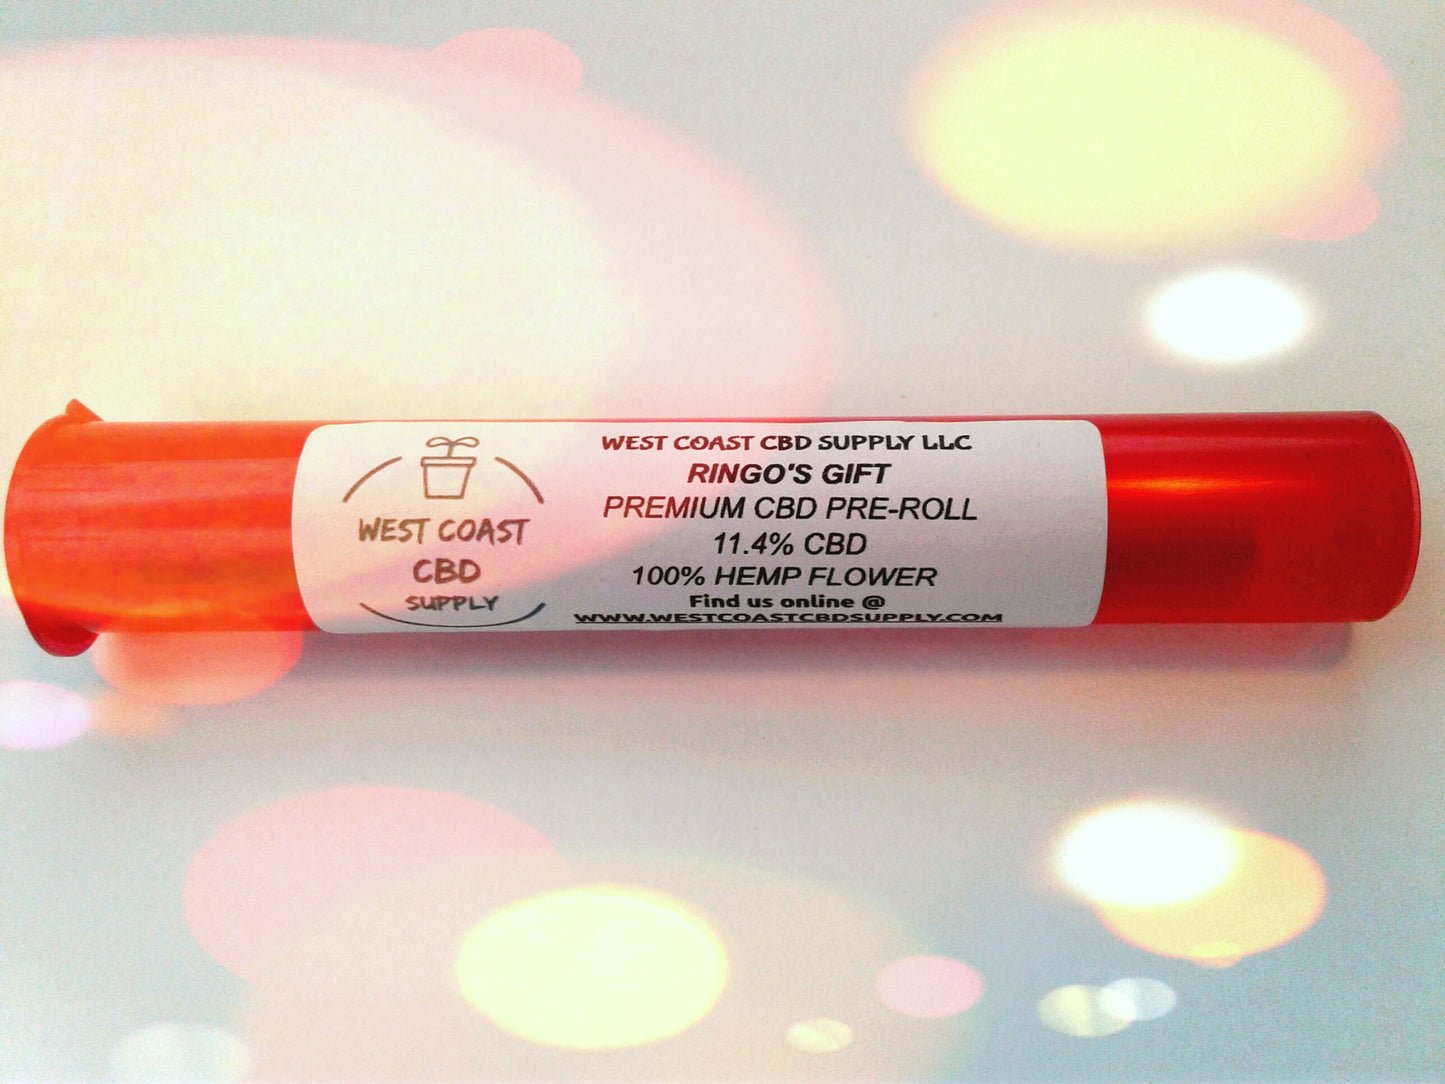 WEST COAST
CBD
SUPPLY
WEST COAST CBD SUPPLY LLC
RINGO'S GIFT
PREMIUM CBD PRE-ROLL
11.4% CBD
100% HEMP FLOWER
Find us online @
WWW.WESTCOASTCBDSUPPLY.COM